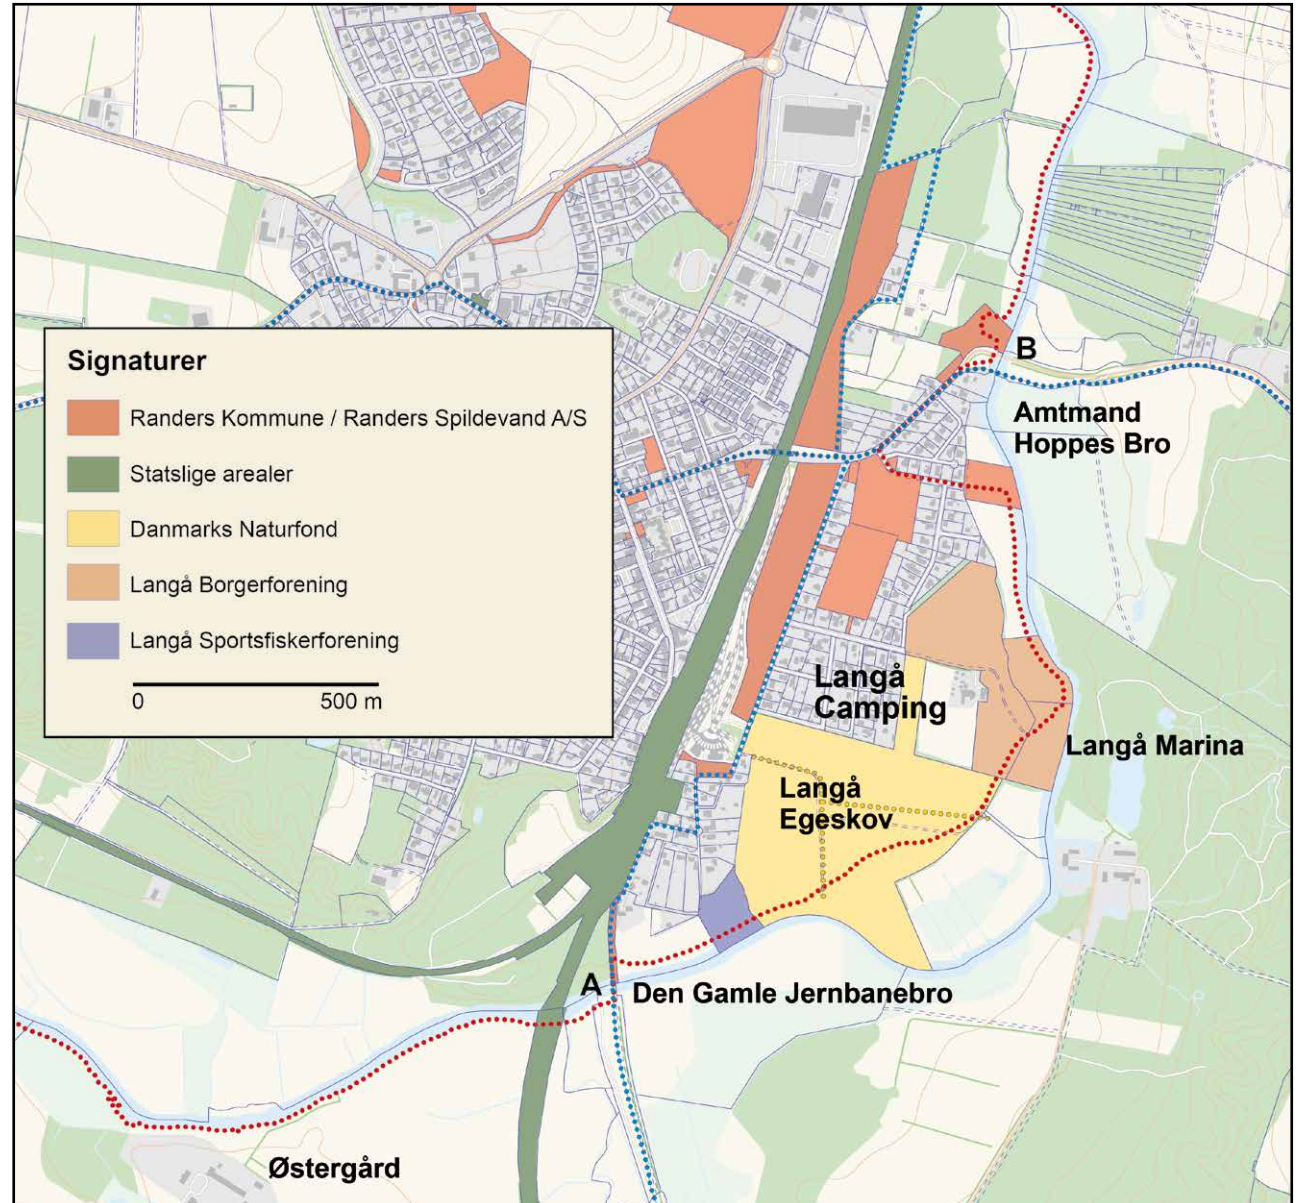 Signaturer
Randers Kommune / Randers Spildevand A/S
Statslige arealer
Danmarks Naturfond
Langå Borgerforening
Langå Sportsfiskerforening
0 500 m
B
Amtmand
Hoppes Bro
Langå
Camping
Langå Marina
Langå
Egeskov
A
Den Gamle Jernbanebro
Østergård